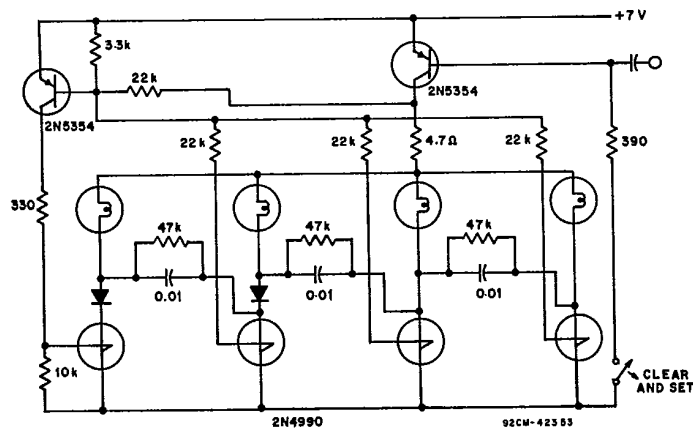 +7V
3.3k
22k
2N5354
2N5354
22k
22k
4.7Ω
22k
390
330
47k
47k
47k
0.01
0.01
0.01
10k
CLEAR
AND SET
2N4990
92CM-42353